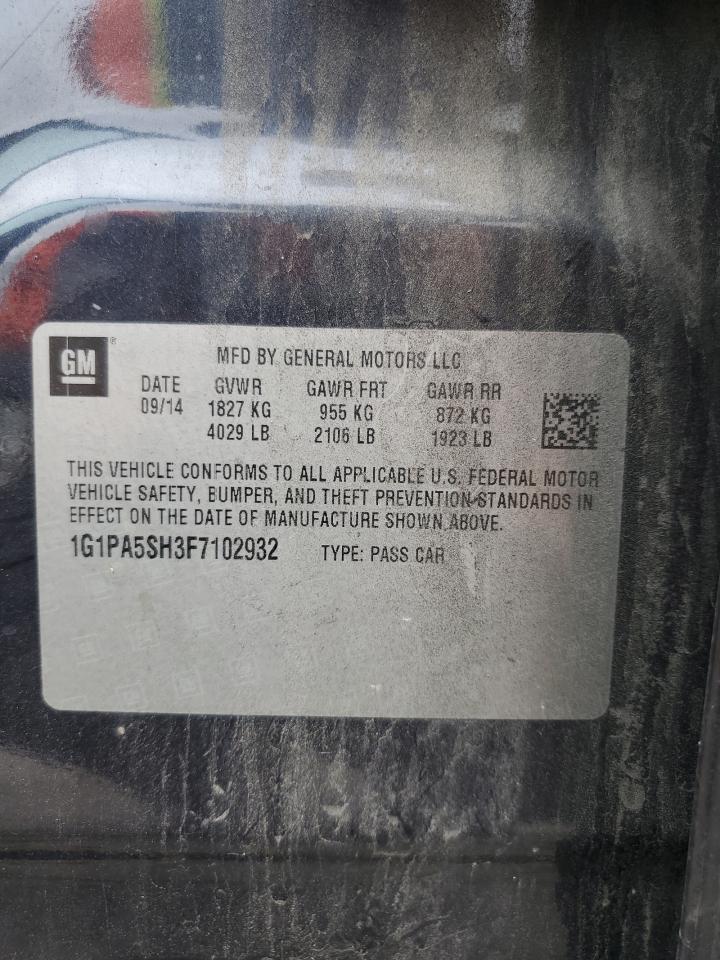 GM
MFD BY GENERAL MOTORS LLC
DATE GVWR GAWR FRT GAWR RR
09/14 1827 KG 955 KG 872 KG
4029 LB 2106 LB 1923 LB
THIS VEHICLE CONFORMS TO ALL APPLICABLE U.S. FEDERAL MOTOR
VEHICLE SAFETY, BUMPER, AND THEFT PREVENTION STANDARDS IN
EFFECT ON THE DATE OF MANUFACTURE SHOWN ABOVE.
1G1PA5SH3F7102932 TYPE: PASS CAR